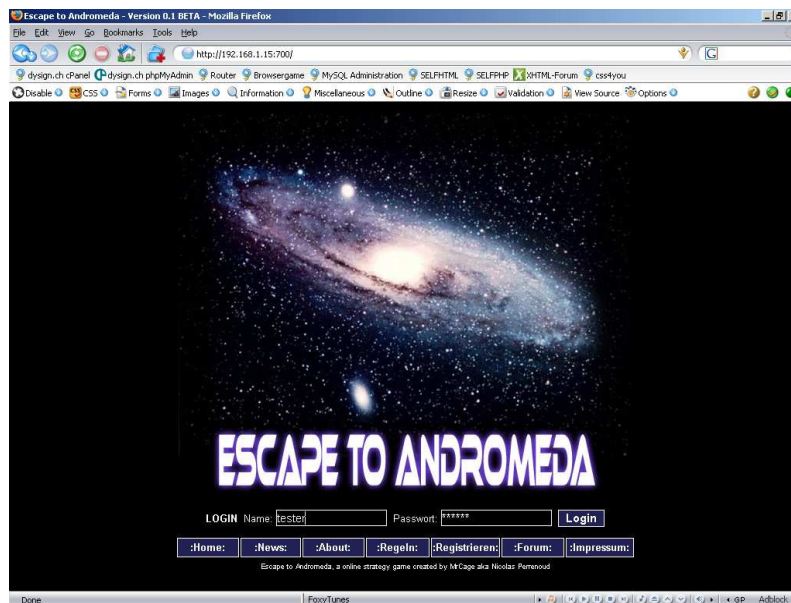 Escape to Andromeda - Version 0.1 BETA - Mozilla Firefox
File Edit View Go Bookmarks Tools Help
http://192.168.1.15:700/
dysign.ch cPanel dysign.ch phpMyAdmin Router Browsergame MySQL Administration SELFHTML SELFPHP XHTML-Forum css4you
Disable CSS Forms Images Information Miscellaneous Outline Resize Validation View Source Options
ESCAPE TO ANDROMEDA
LOGIN Name: tester Passwort: ****** Login
:Home: :News: :About: :Regeln: :Registrieren: :Forum: :Impressum:
Escape to Andromeda, a online strategy game created by MrCage aka Nicolas Perrenoud
Done FoxyTunes GP Adblock